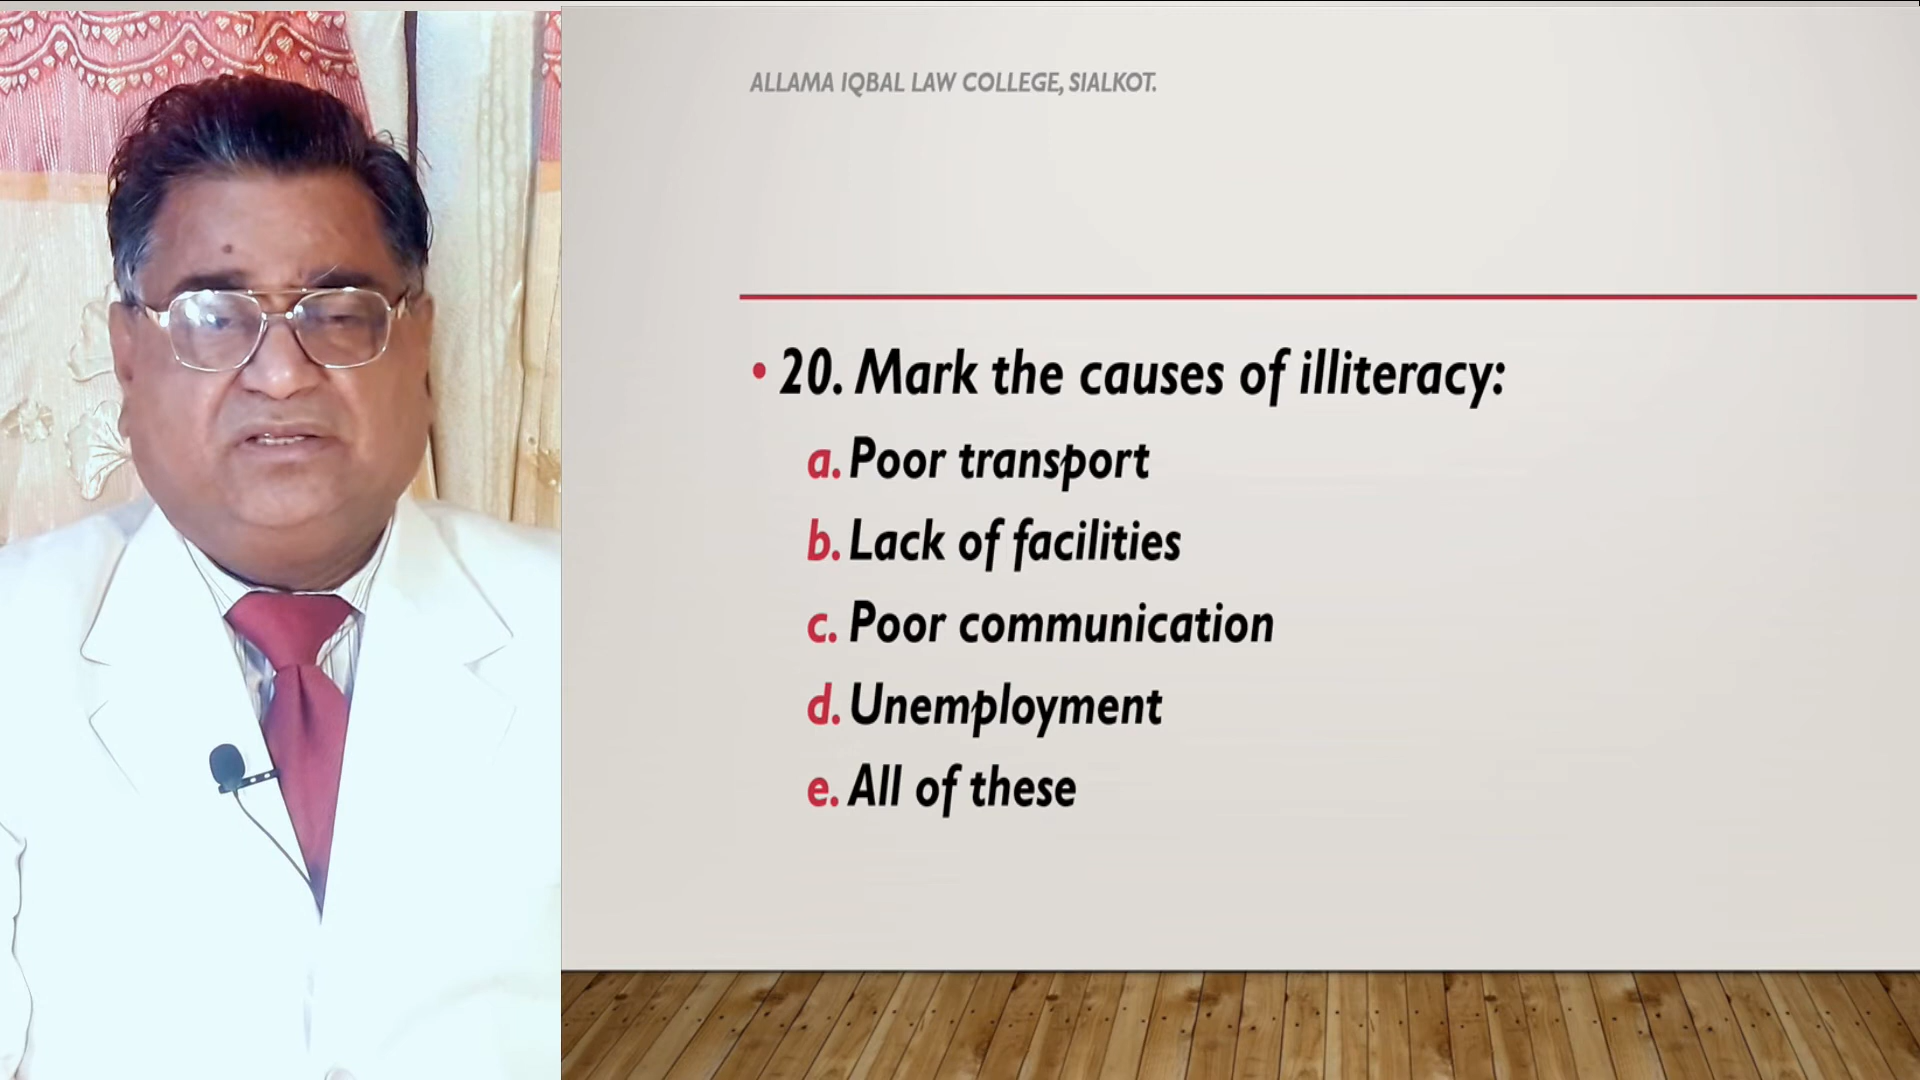 ALLAMA IQBAL LAW COLLEGE, SIALKOT.
• 20. Mark the causes of illiteracy:
a. Poor transport
b. Lack of facilities
c. Poor communication
d. Unemployment
e. All of these